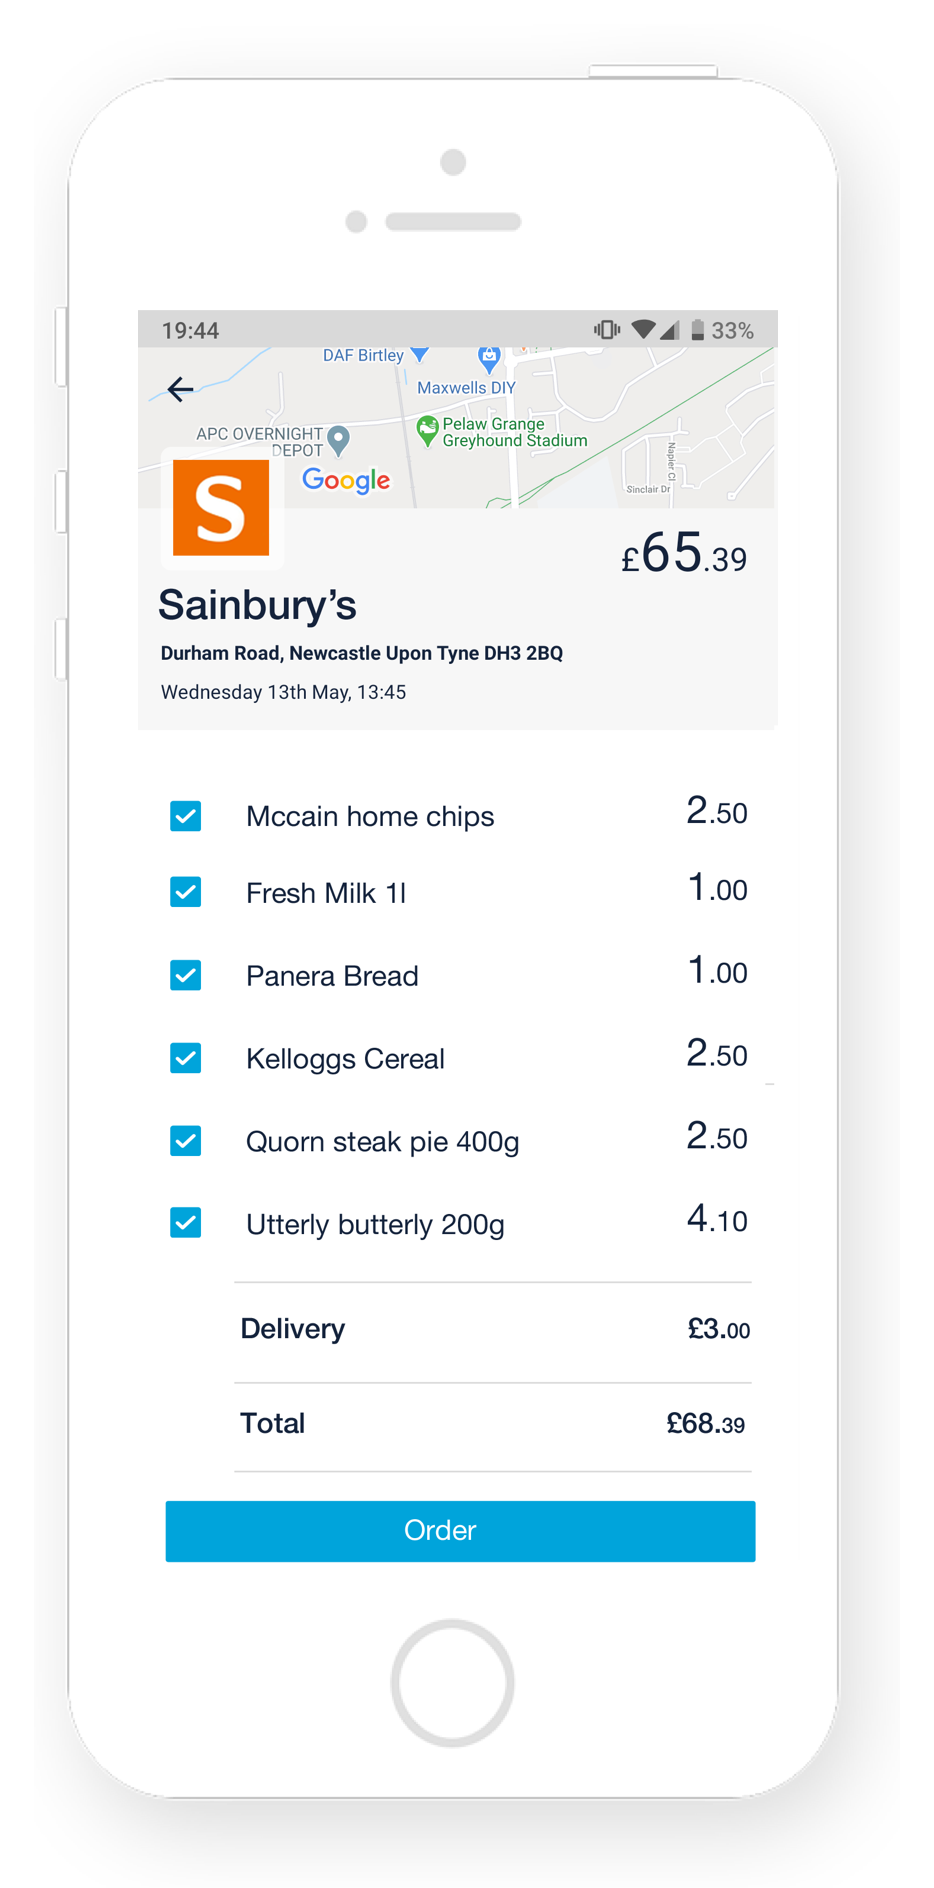 19:44 33%
DAF Birtley
Maxwells DIY
APC OVERNIGHT
DEPOT
Pelaw Grange
Greyhound Stadium
Napier Cl
Sinclair Dr
Google
S
£65.39
Sainbury’s
Durham Road, Newcastle Upon Tyne DH3 2BQ
Wednesday 13th May, 13:45
Mccain home chips 2.50
Fresh Milk 1l 1.00
Panera Bread 1.00
Kelloggs Cereal 2.50
Quorn steak pie 400g 2.50
Utterly butterly 200g 4.10
Delivery £3.00
Total £68.39
Order